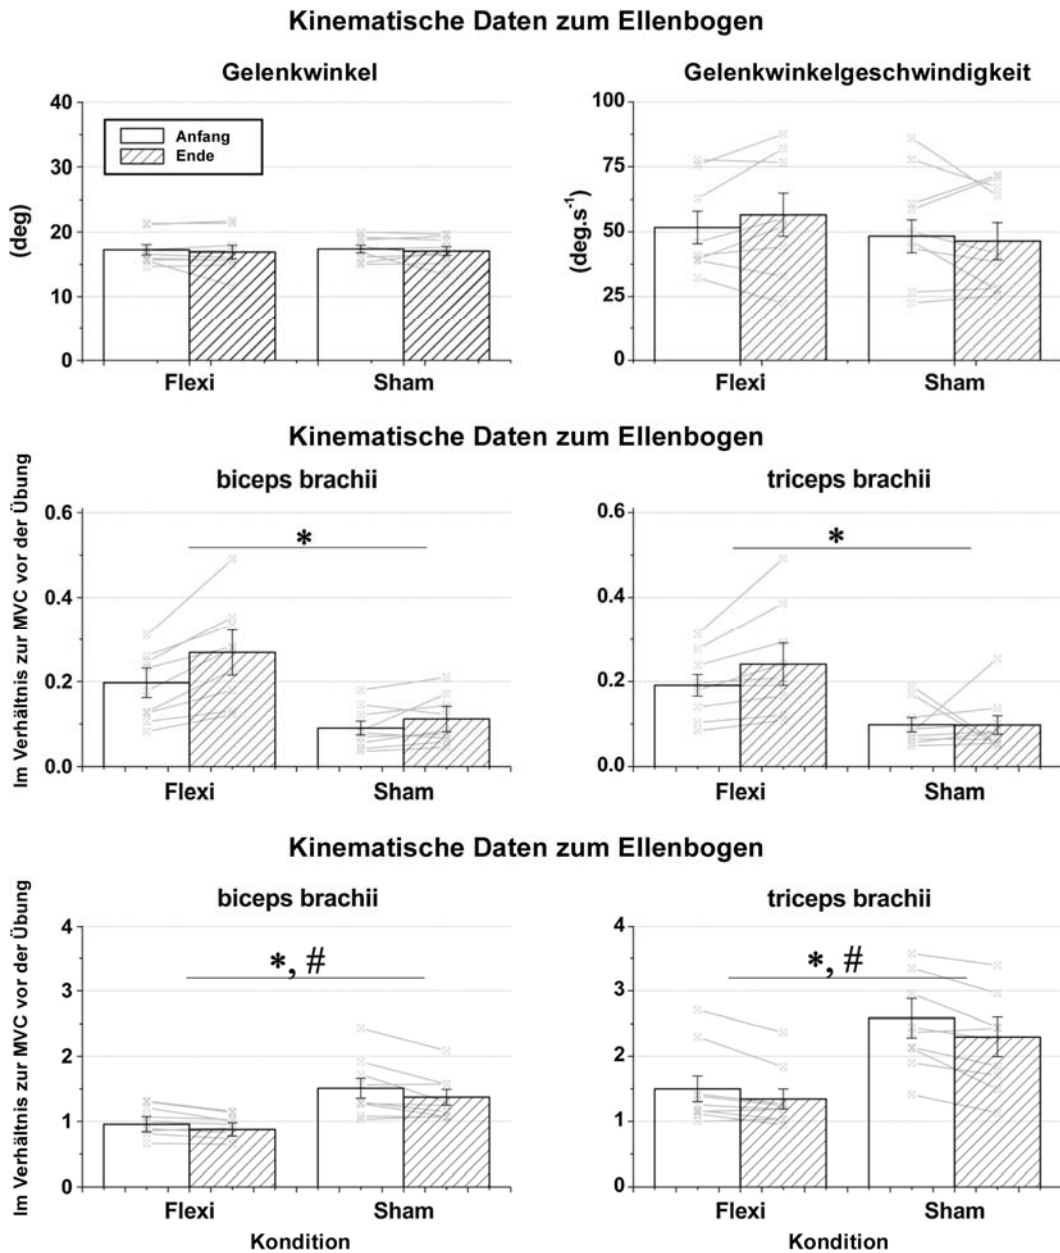 Kinematische Daten zum Ellenbogen
Gelenkwinkel
40
30
20
10
0
(deg)
Anfang
Ende
Flexi
Sham
Gelenkwinkelgeschwindigkeit
100
75
50
25
0
(deg.s-1)
Flexi
Sham
Kinematische Daten zum Ellenbogen
Im Verhältnis zur MVC vor der Übung
biceps brachii
0.6
0.4
0.2
0.0
*
Flexi
Sham
triceps brachii
0.6
0.4
0.2
0.0
*
Flexi
Sham
Kinematische Daten zum Ellenbogen
Im Verhältnis zur MVC vor der Übung
biceps brachii
4
3
2
1
0
*, #
Flexi
Sham
Kondition
triceps brachii
4
3
2
1
0
*, #
Flexi
Sham
Kondition